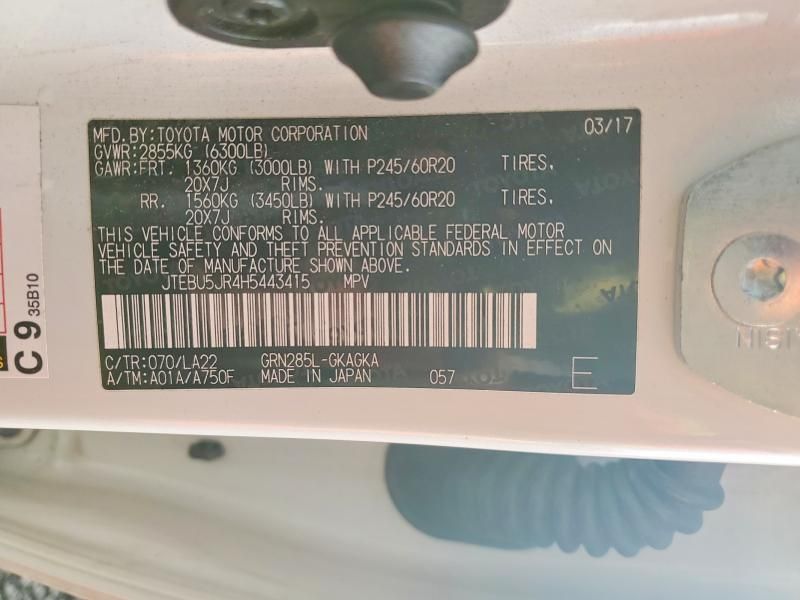 MFD.BY:TOYOTA MOTOR CORPORATION 03/17
GVWR:2855KG (6300LB)
GAWR:FRT. 1360KG (3000LB) WITH P245/60R20 TIRES,
20X7J RIMS.
RR. 1560KG (3450LB) WITH P245/60R20 TIRES,
20X7J RIMS.
THIS VEHICLE CONFORMS TO ALL APPLICABLE FEDERAL MOTOR
VEHICLE SAFETY AND THEFT PREVENTION STANDARDS IN EFFECT ON
THE DATE OF MANUFACTURE SHOWN ABOVE.
JTEBU5JR4H5443415 MPV
C/TR:070/LA22 GRN285L-GKAGKA
A/TM:A01A/A750F MADE IN JAPAN 057 E
C 9 35B10
AISIN